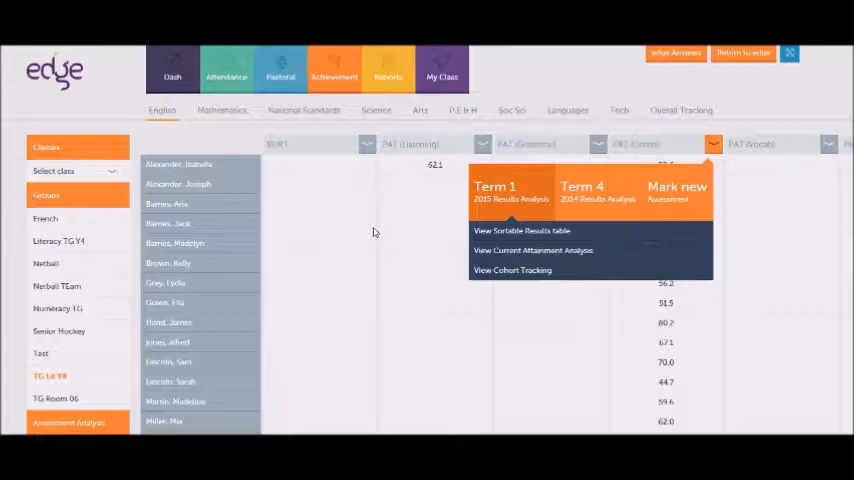 edge
Dash
Attendance
Pastoral
Achievement
Reports
My Class
edge Answers
Return to edge
English
Mathematics
National Standards
Science
Arts
P.E & H
Soc Sci
Languages
Tech
Overall Tracking
Classes
Select class
Groups
French
Literacy TG Y4
Netball
Netball TEam
Numeracy TG
Senior Hockey
Test
TG Lit Y4
TG Room 06
Assessment Analysis
BURT
PAT (Listening)
PAT (Grammar)
PAT (Vocab)
Alexander, Isabella
62.1
Alexander, Joseph
Barnes, Aria
Barnes, Jack
Barnes, Madelyn
Brown, Kelly
Grey, Lydia
56.2
Green, Ella
51.5
Hand, James
80.2
Jones, alfred
67.1
Lincoln, Sam
70.0
Lincoln, Sarah
44.7
Martin, Madeline
59.6
Miller, Mia
62.0
Term 1
2015 Results Analysis
Term 4
2014 Results Analysis
Mark new
Assessment
View Sortable Results table
View Current Attainment Analysis
View Cohort Tracking